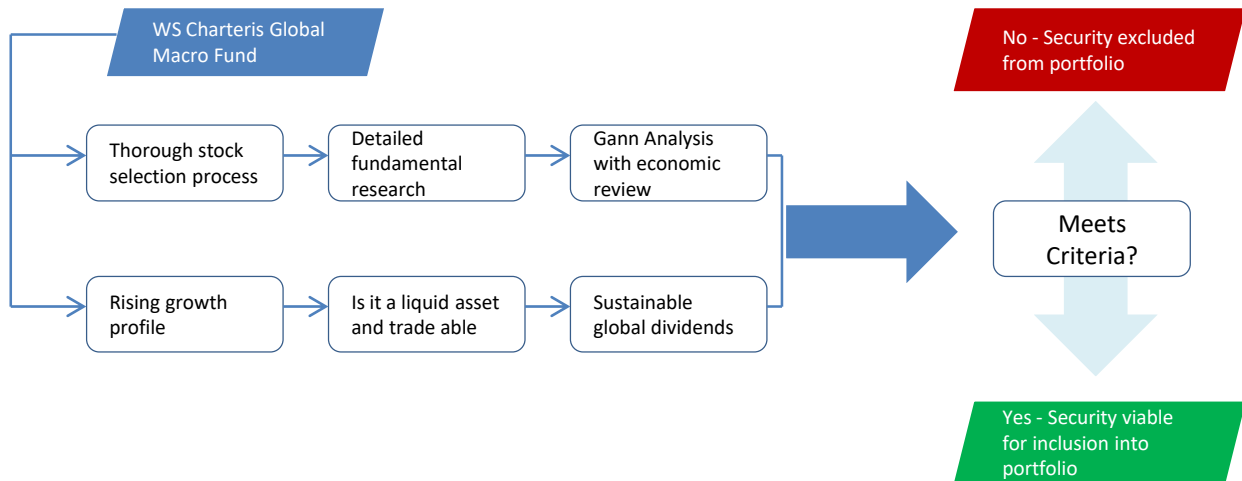 WS Charteris Global
Macro Fund
No - Security excluded
from portfolio
Thorough stock
selection process
Detailed
fundamental
research
Gann Analysis
with economic
review
Meets
Criteria?
Rising growth
profile
Is it a liquid asset
and trade able
Sustainable
global dividends
Yes - Security viable
for inclusion into
portfolio